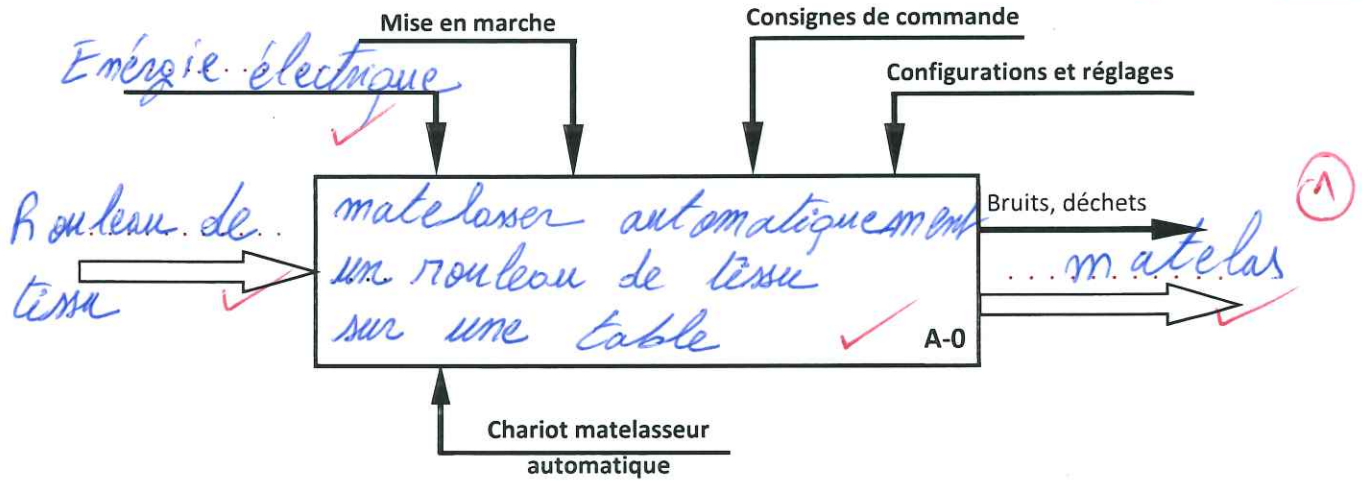 Mise en marche
Consignes de commande
Enérgie électrique
Configurations et réglages
Rouleau de
tissu
matelasser automatiquement
un rouleau de tissu
sur une table
A-0
Bruits, déchets
matelas
1
Chariot matelasseur
automatique